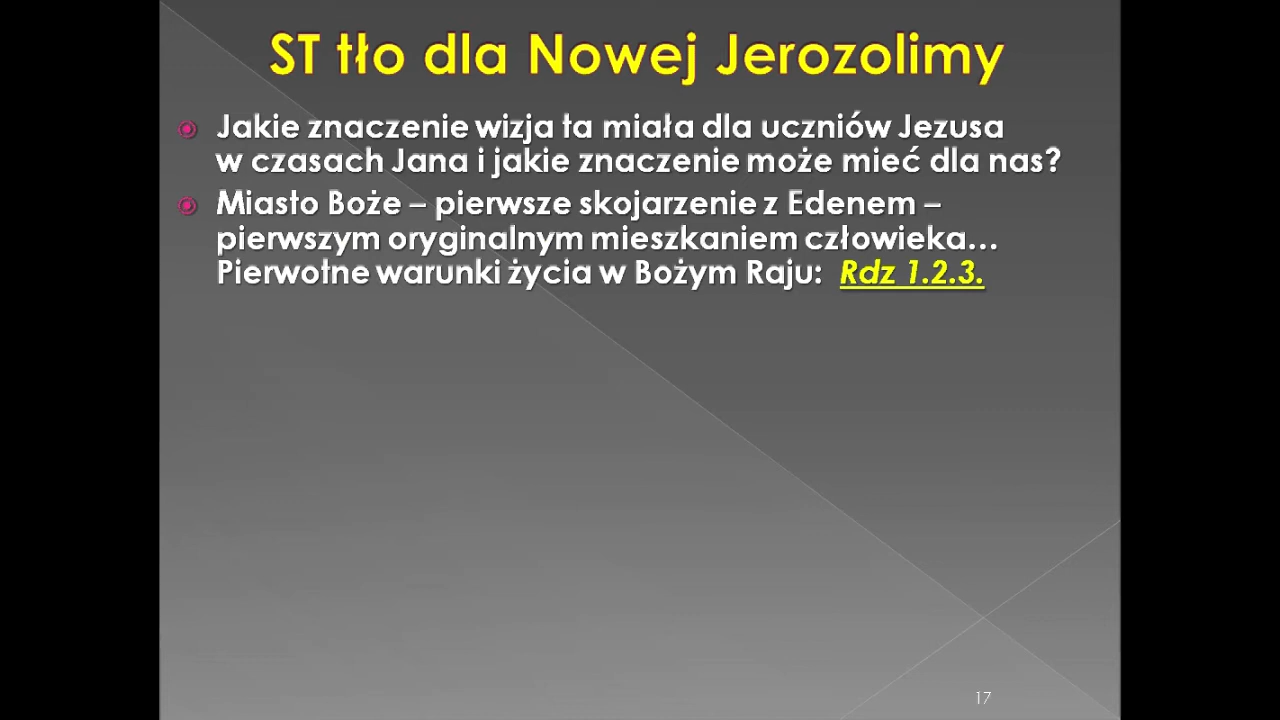 ST tło dla Nowej Jerozolimy
Jakie znaczenie wizja ta miała dla uczniów Jezusa
w czasach Jana i jakie znaczenie może mieć dla nas?
Miasto Boże – pierwsze skojarzenie z Edenem –
pierwszym oryginalnym mieszkaniem człowieka…
Pierwotne warunki życia w Bożym Raju: Rdz 1.2.3.
17